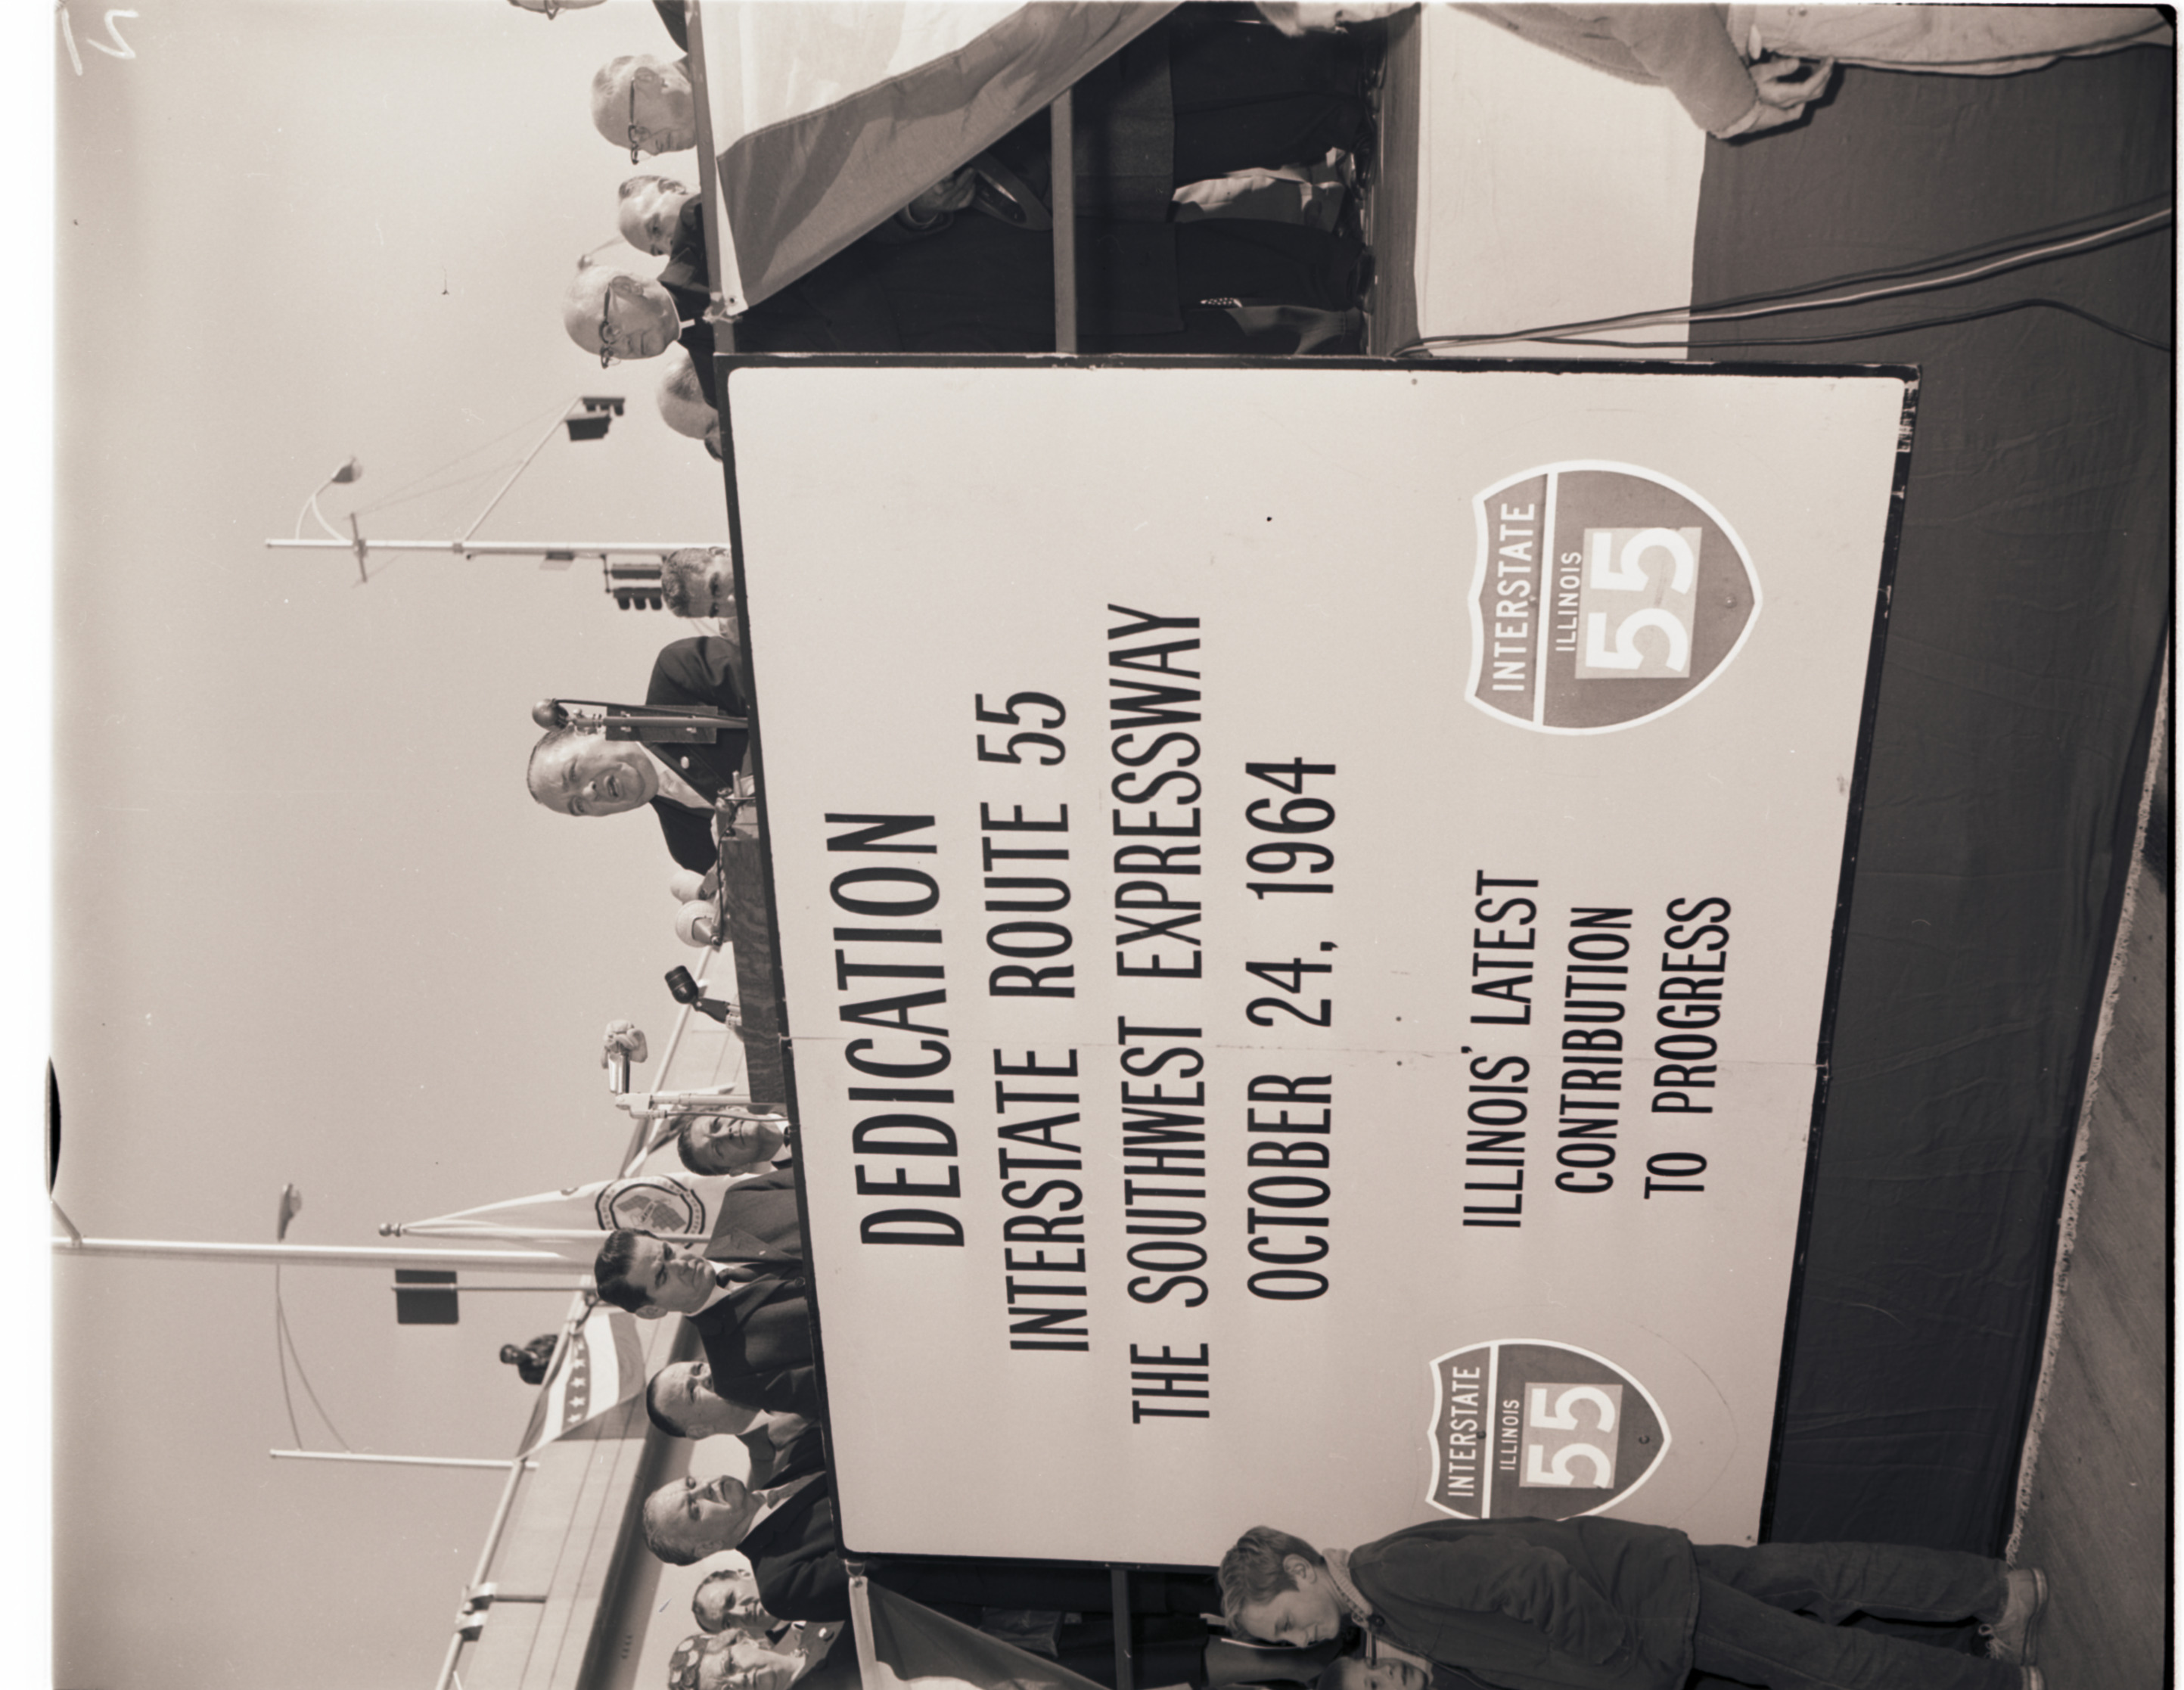 DEDICATION
INTERSTATE ROUTE 55
THE SOUTHWEST EXPRESSWAY
OCTOBER 24, 1964
ILLINOIS' LATEST
CONTRIBUTION
TO PROGRESS
INTERSTATE
ILLINOIS
55
INTERSTATE
ILLINOIS
55